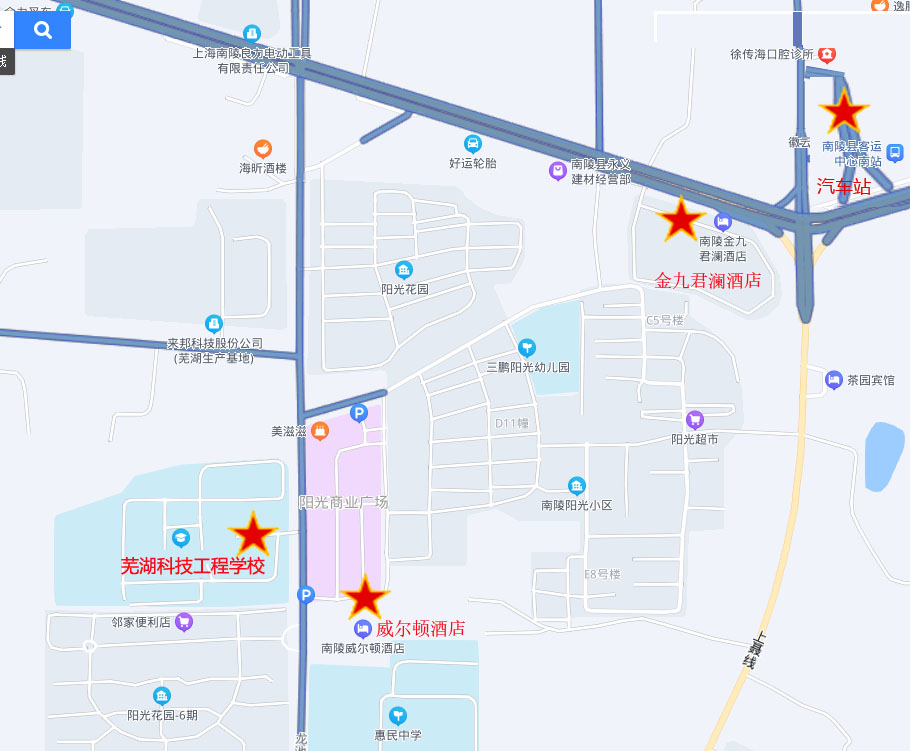 线
上海南陵良方电动工具
有限责任公司
徐传海口腔诊所
海昕酒楼
好运轮胎
南陵县永义
建材经营部
徽云
南陵县客运
中心南站
汽车站
南陵金九
君澜酒店
金九君澜酒店
阳光花园
C5号楼
来邦科技股份公司
(芜湖生产基地)
三鹏阳光幼儿园
茶园宾馆
P
美滋滋
D11幢
阳光超市
阳光商业广场
南陵阳光小区
芜湖科技工程学校
E8号楼
P
邻家便利店
威尔顿酒店
南陵威尔顿酒店
上聂线
阳光花园-6期
惠民中学